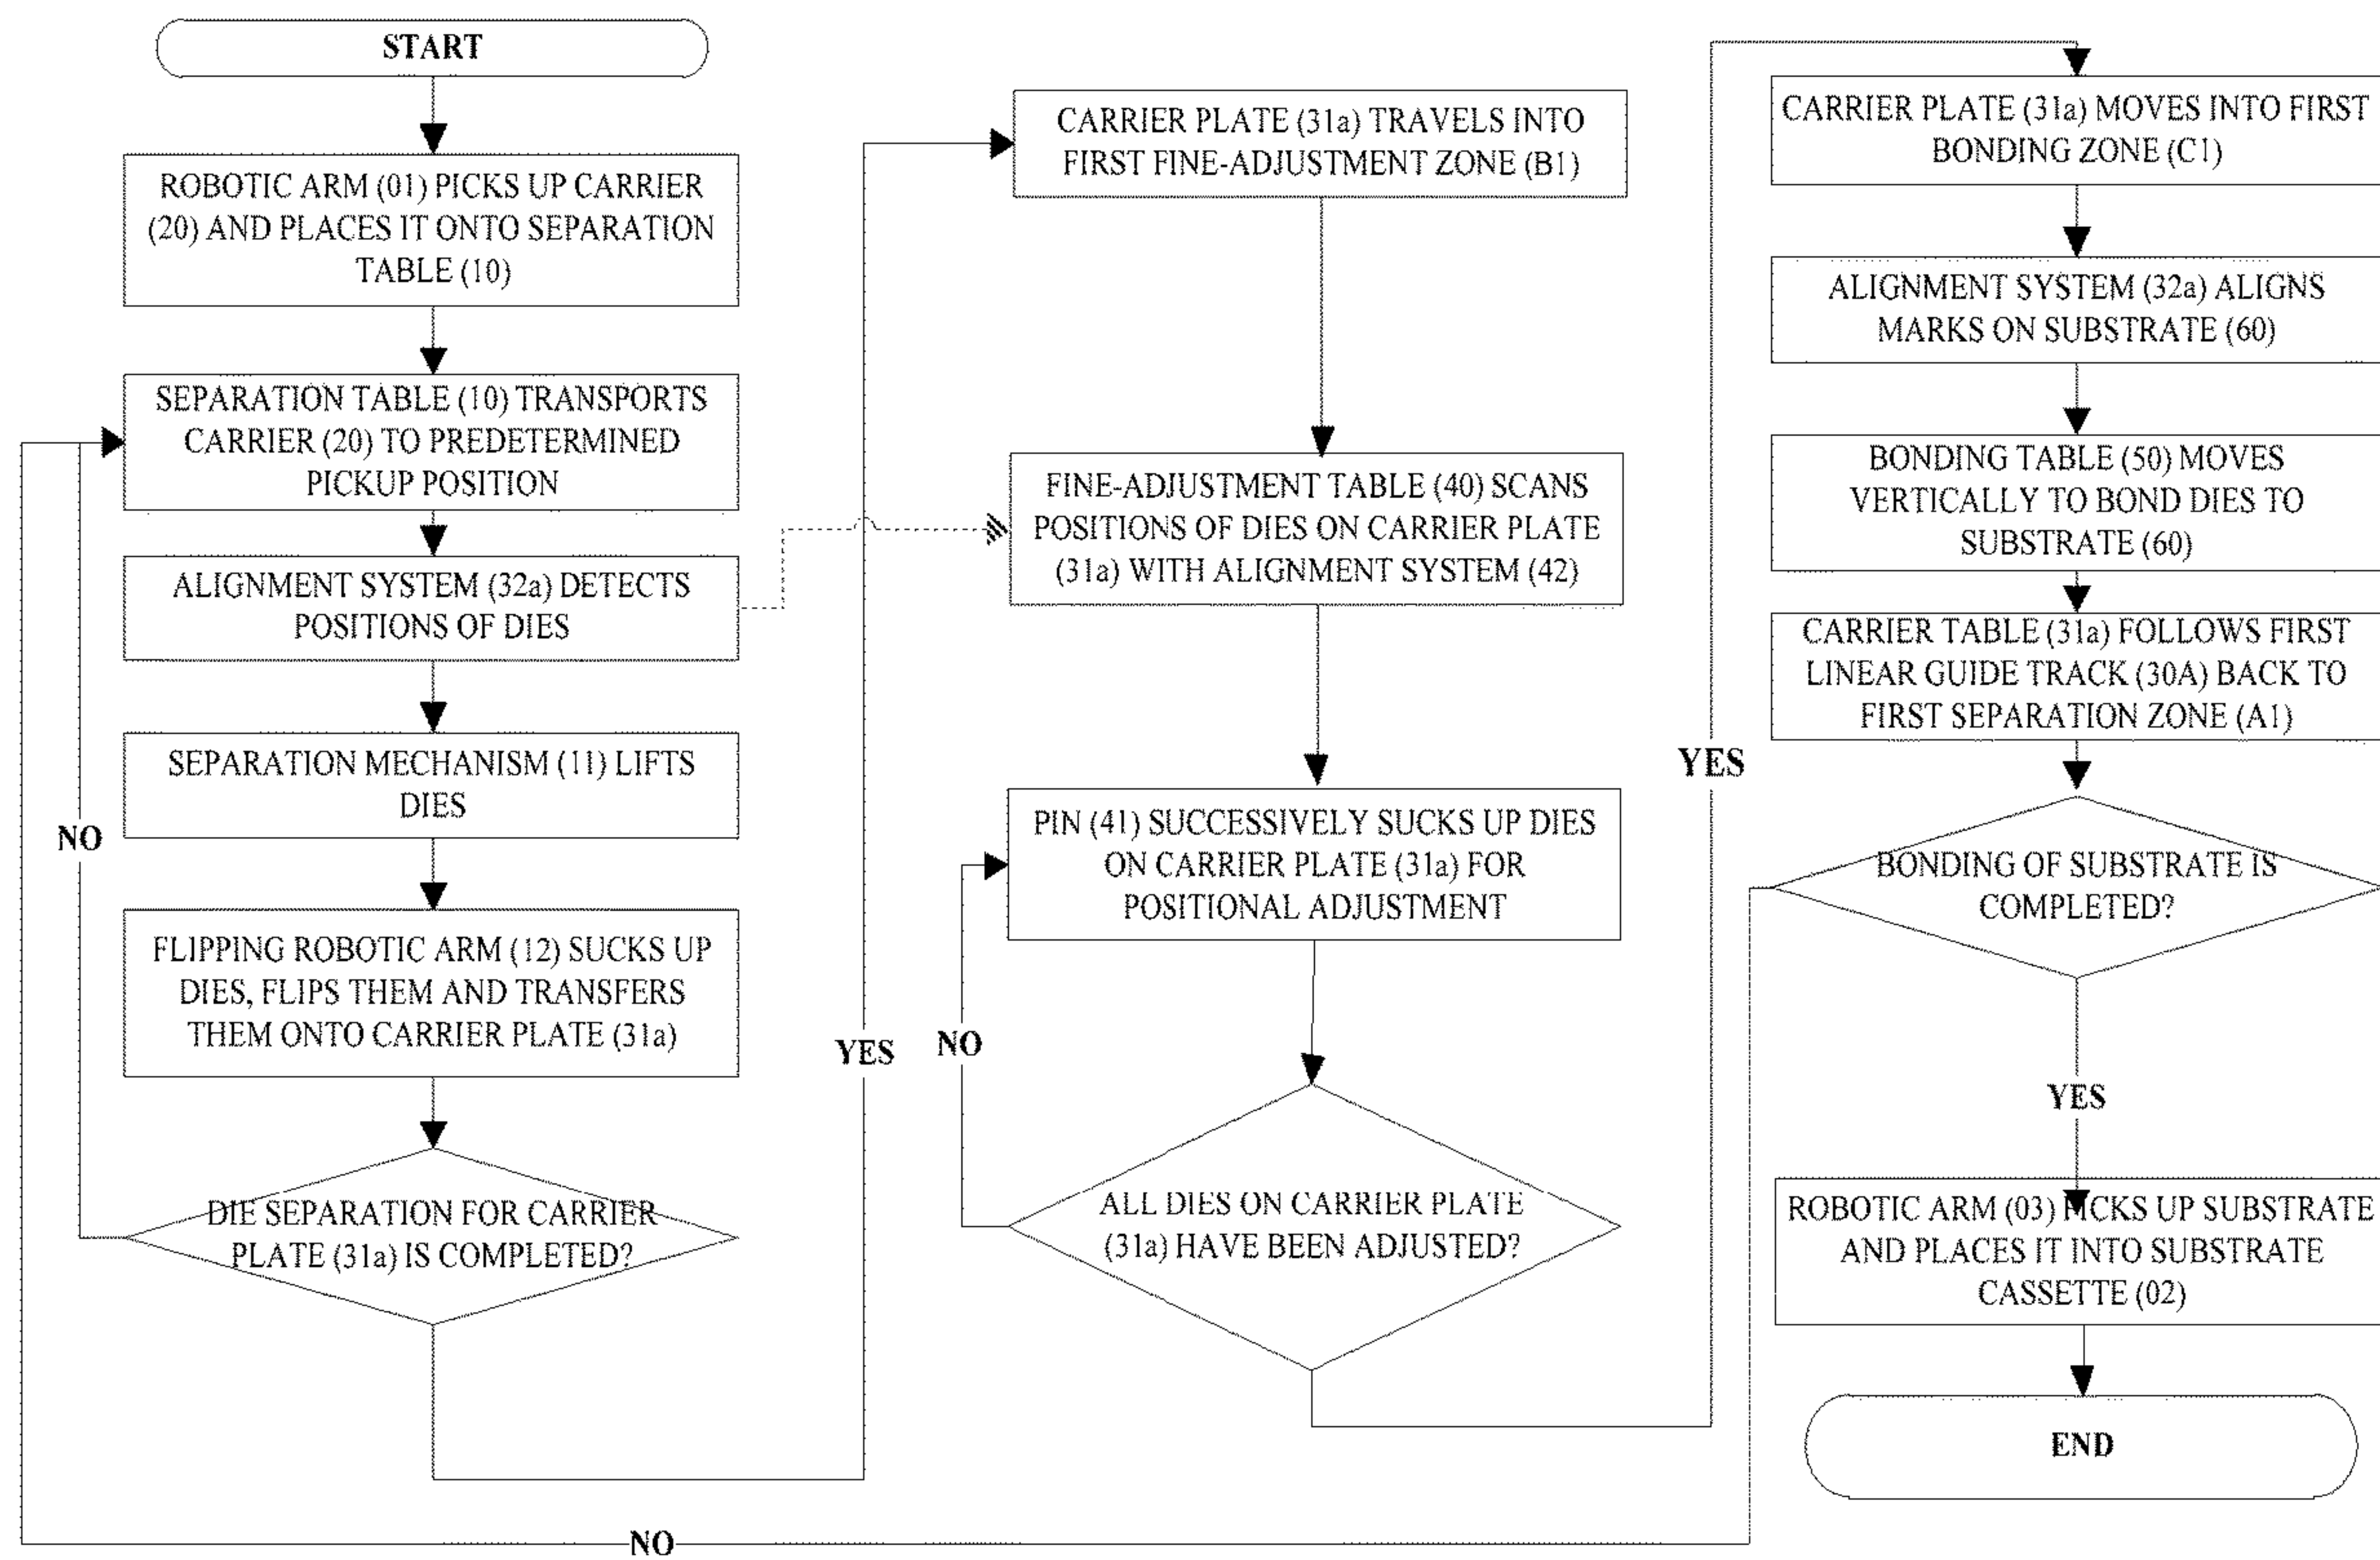 START
ROBOTIC ARM (01) PICKS UP CARRIER
(20) AND PLACES IT ONTO SEPARATION
TABLE (10)
SEPARATION TABLE (10) TRANSPORTS
CARRIER (20) TO PREDETERMINED
PICKUP POSITION
ALIGNMENT SYSTEM (32a) DETECTS
POSITIONS OF DIES
SEPARATION MECHANISM (11) LIFTS
DIES
NO
FLIPPING ROBOTIC ARM (12) SUCKS UP
DIES, FLIPS THEM AND TRANSFERS
THEM ONTO CARRIER PLATE (31a)
DIE SEPARATION FOR CARRIER
PLATE (31a) IS COMPLETED?
YES
CARRIER PLATE (31a) TRAVELS INTO
FIRST FINE-ADJUSTMENT ZONE (B1)
FINE-ADJUSTMENT TABLE (40) SCANS
POSITIONS OF DIES ON CARRIER PLATE
(31a) WITH ALIGNMENT SYSTEM (42)
PIN (41) SUCCESSIVELY SUCKS UP DIES
ON CARRIER PLATE (31a) FOR
POSITIONAL ADJUSTMENT
NO
ALL DIES ON CARRIER PLATE
(31a) HAVE BEEN ADJUSTED?
YES
CARRIER PLATE (31a) MOVES INTO FIRST
BONDING ZONE (C1)
ALIGNMENT SYSTEM (32a) ALIGNS
MARKS ON SUBSTRATE (60)
BONDING TABLE (50) MOVES
VERTICALLY TO BOND DIES TO
SUBSTRATE (60)
CARRIER TABLE (31a) FOLLOWS FIRST
LINEAR GUIDE TRACK (30A) BACK TO
FIRST SEPARATION ZONE (A1)
BONDING OF SUBSTRATE IS
COMPLETED?
YES
ROBOTIC ARM (03) PICKS UP SUBSTRATE
AND PLACES IT INTO SUBSTRATE
CASSETTE (02)
END
NO